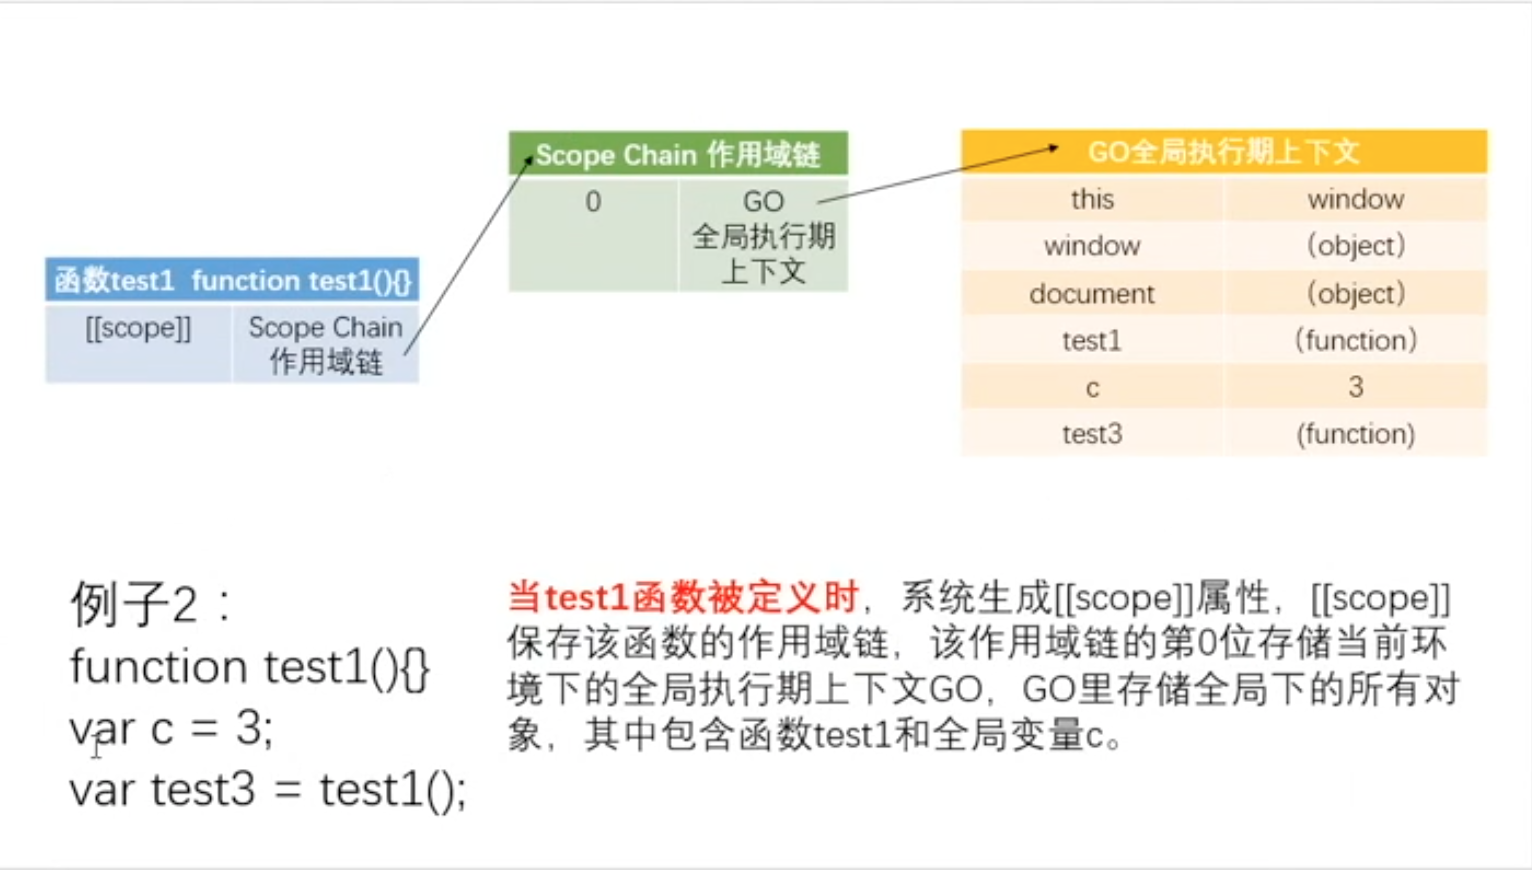 Scope Chain 作用域链
0 GO
全局执行期
上下文
GO全局执行期上下文
this window
window （object）
document （object）
test1 （function）
c 3
test3 (function)
函数test1 function test1(){}
[[scope]] Scope Chain
作用域链
例子2：
function test1(){}
var c = 3;
var test3 = test1();
当test1函数被定义时，系统生成[[scope]]属性，[[scope]]
保存该函数的作用域链，该作用域链的第0位存储当前环
境下的全局执行期上下文GO，GO里存储全局下的所有对
象，其中包含函数test1和全局变量c。